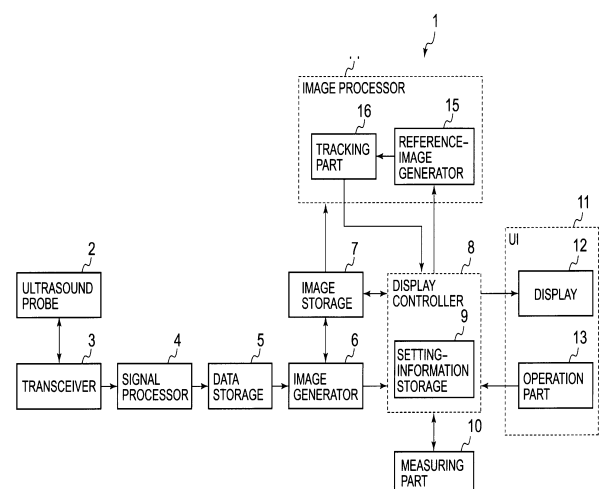 1
IMAGE PROCESSOR
16
15
TRACKING
PART
REFERENCE-
IMAGE
GENERATOR
11
UI
2
7
8
12
ULTRASOUND
PROBE
IMAGE
STORAGE
DISPLAY
CONTROLLER
DISPLAY
9
3
4
5
6
13
TRANSCEIVER
SIGNAL
PROCESSOR
DATA
STORAGE
IMAGE
GENERATOR
SETTING-
INFORMATION
STORAGE
OPERATION
PART
10
MEASURING
PART